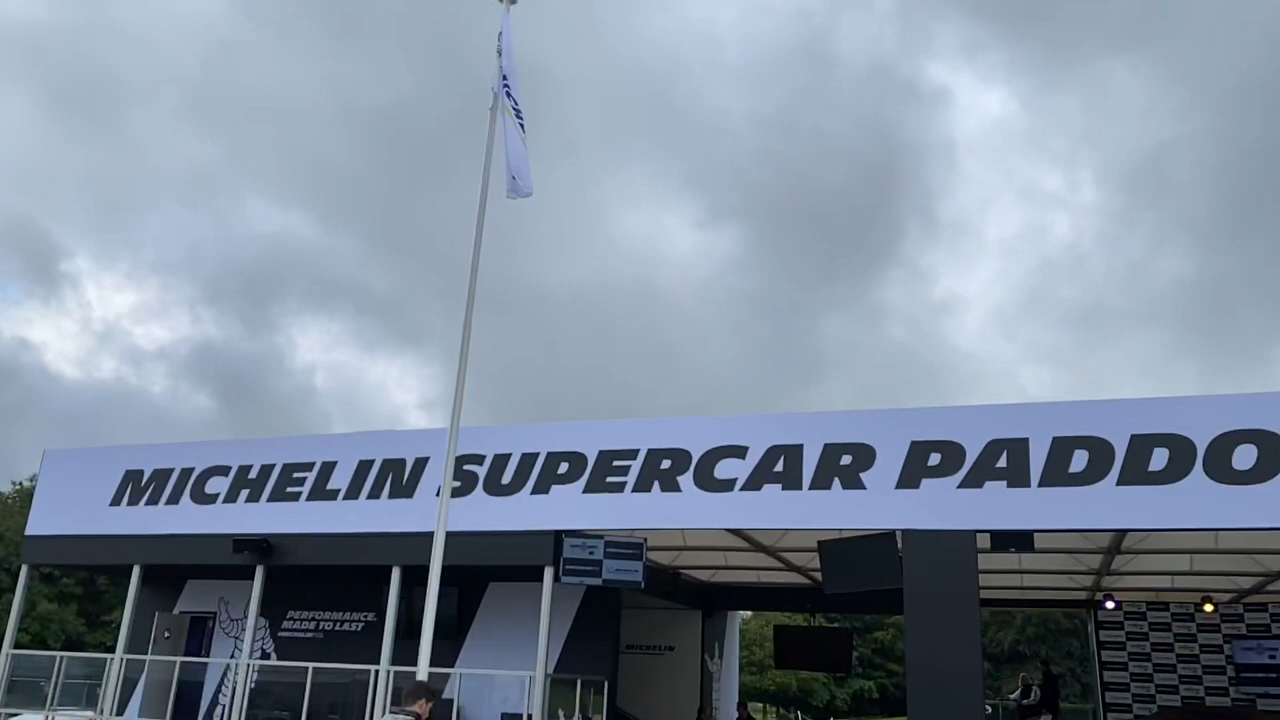 MICHELIN SUPERCAR PADDO
PERFORMANCE.
MADE TO LAST
MICHELIN